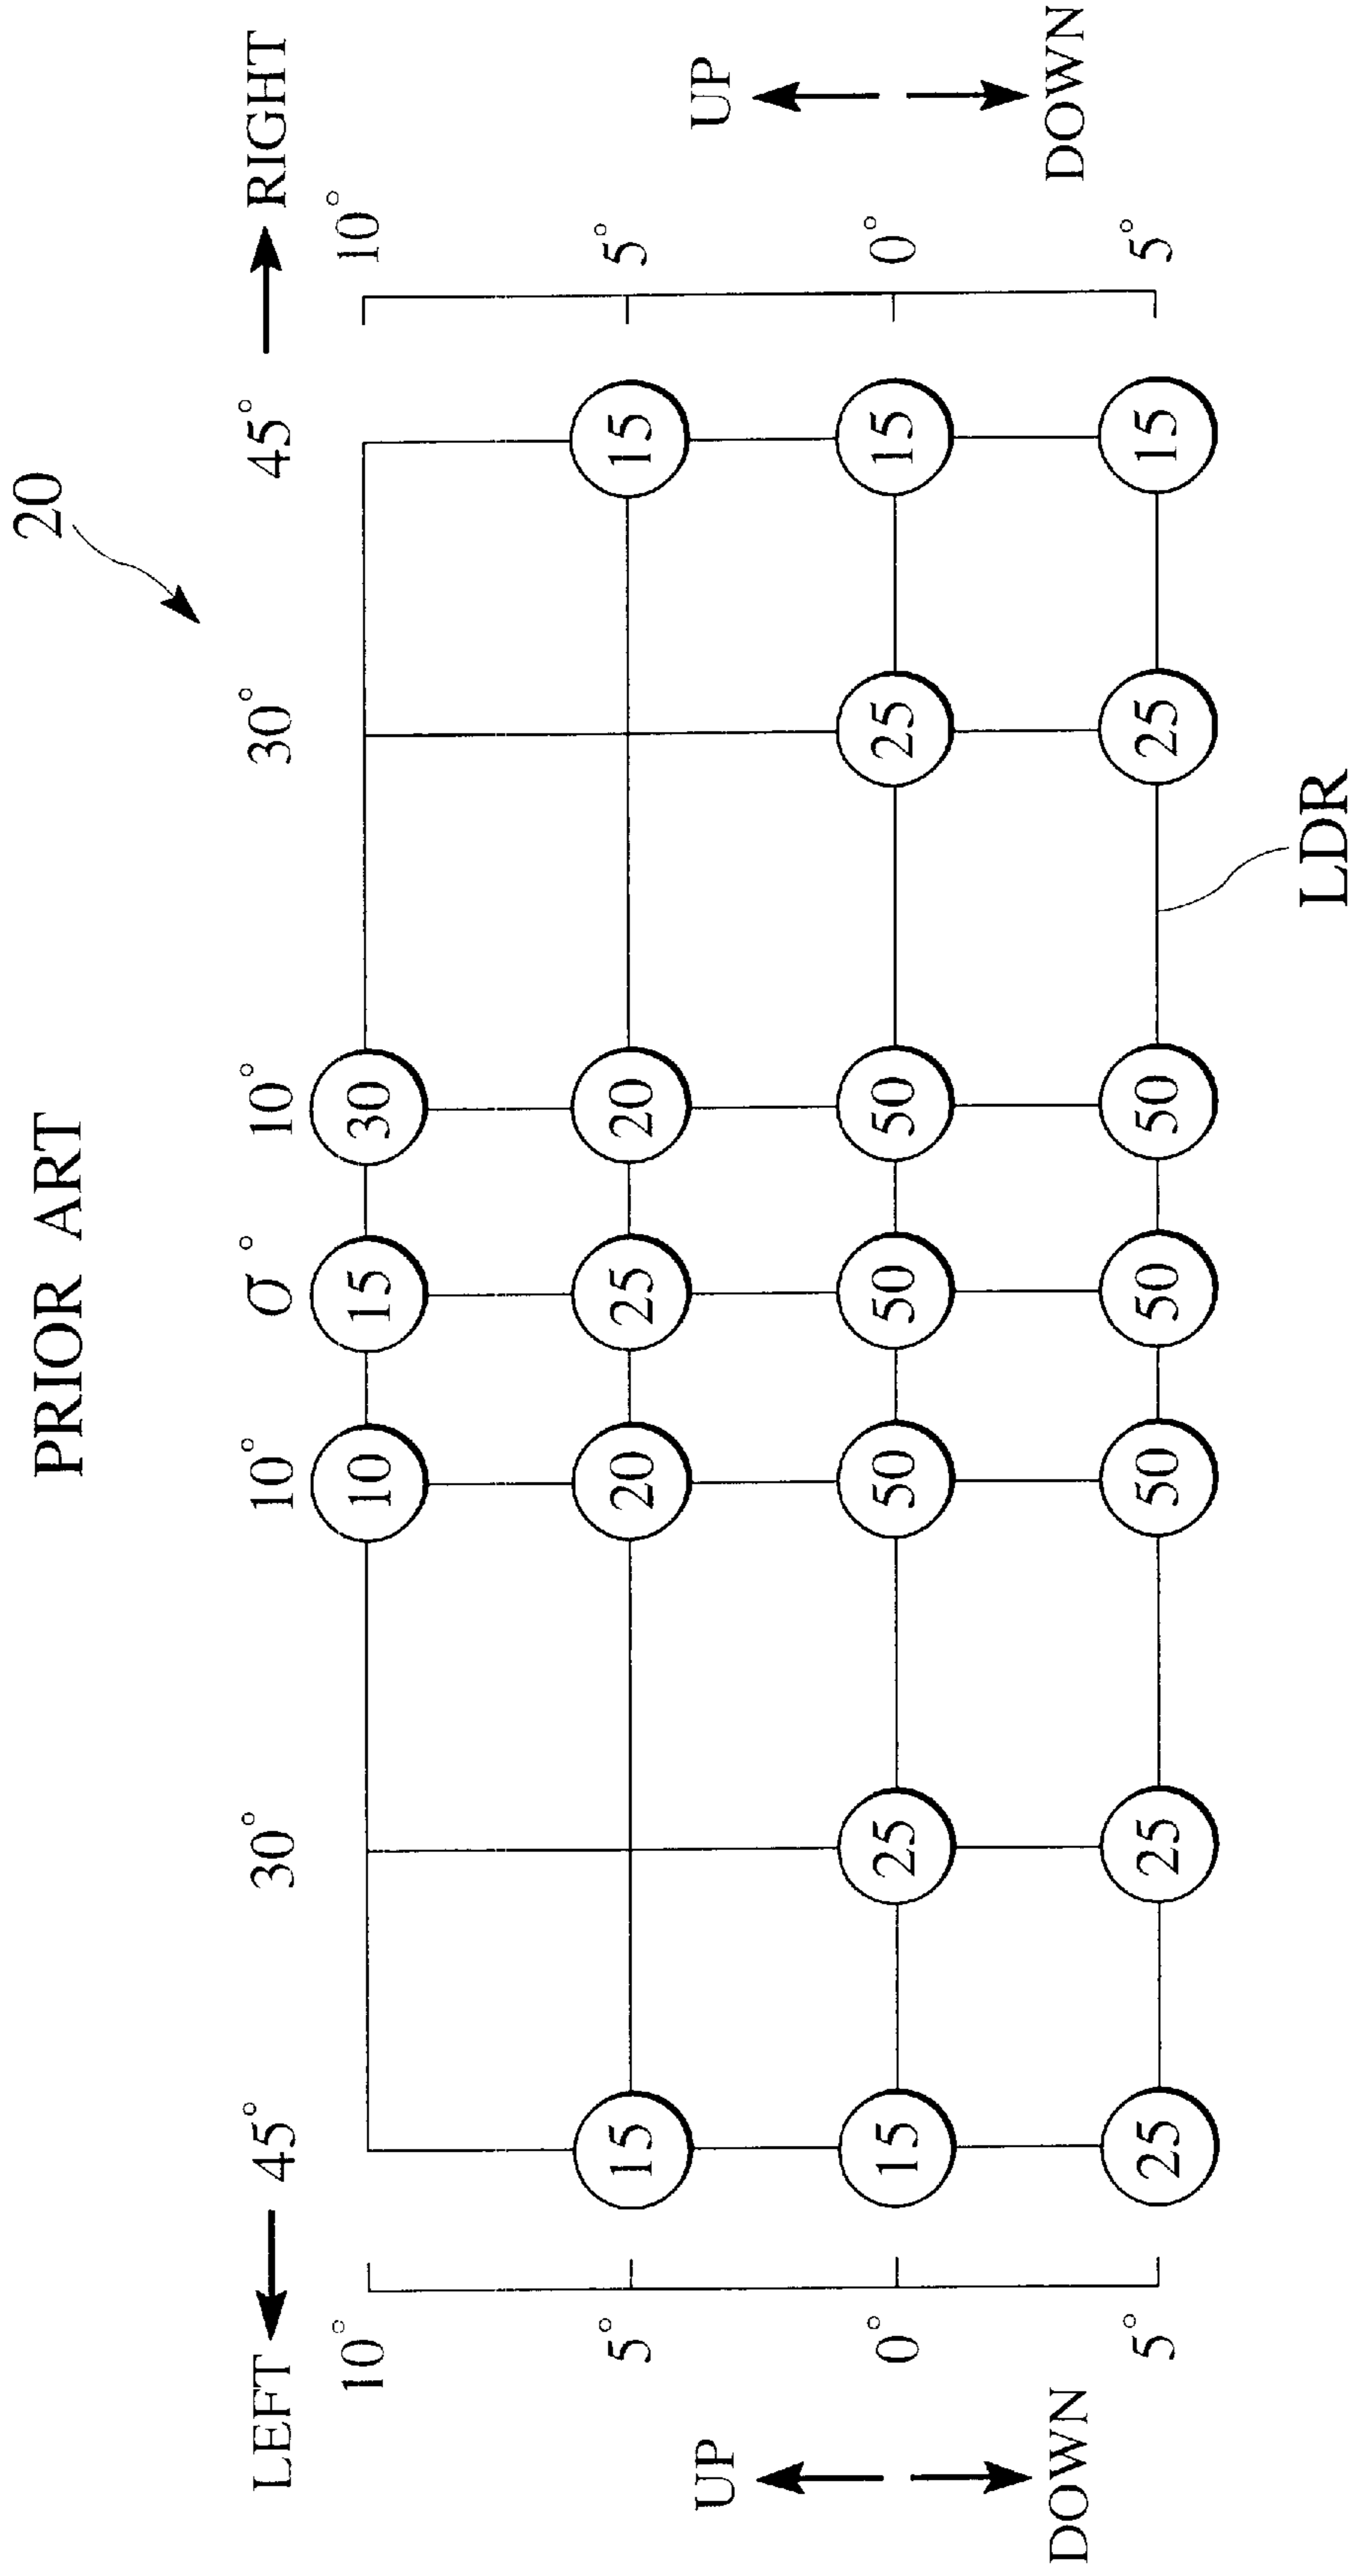 PRIOR ART
20
LEFT 45° 30° 10° σ° 10° 30° 45° RIGHT
10° 10 15 30 10°
UP 5° 15 20 25 20 15 5° UP
0° 15 25 50 50 50 25 15 0°
DOWN 5° 25 25 50 50 50 25 15 5° DOWN
LDR